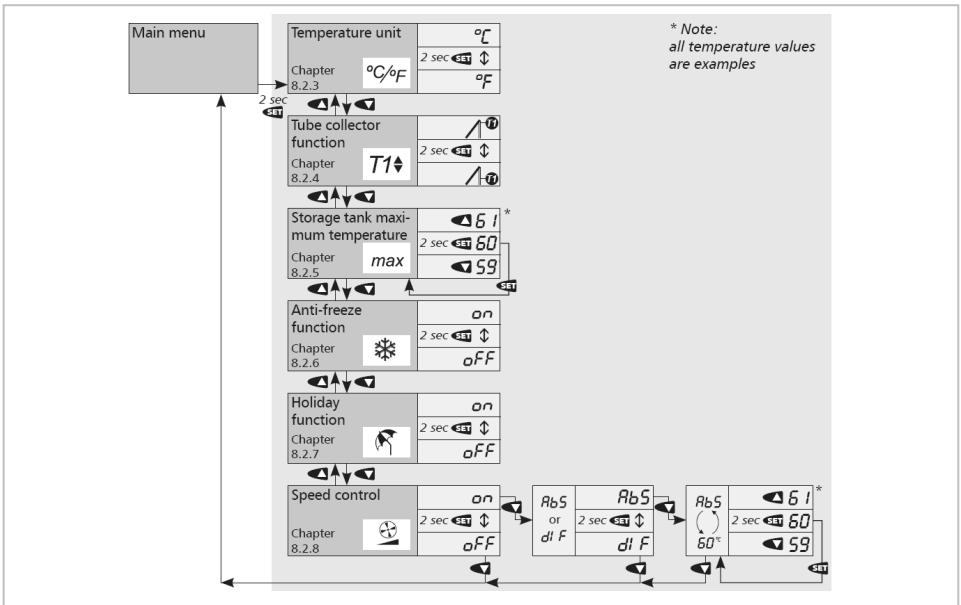 Main menu
2 sec
SET
* Note:
all temperature values
are examples
Temperature unit
Chapter
8.2.3
°C/°F
°C
2 sec SET
°F
Tube collector
function
Chapter
8.2.4
T1
T1
2 sec SET
T1
Storage tank maxi-
mum temperature
Chapter
8.2.5
max
61 *
2 sec SET 60
59
SET
Anti-freeze
function
Chapter
8.2.6
on
2 sec SET
oFF
Holiday
function
Chapter
8.2.7
on
2 sec SET
oFF
Speed control
Chapter
8.2.8
on
2 sec SET
oFF
AbS
or
dIF
AbS
2 sec SET
dIF
AbS
60°C
61 *
2 sec SET 60
59
SET